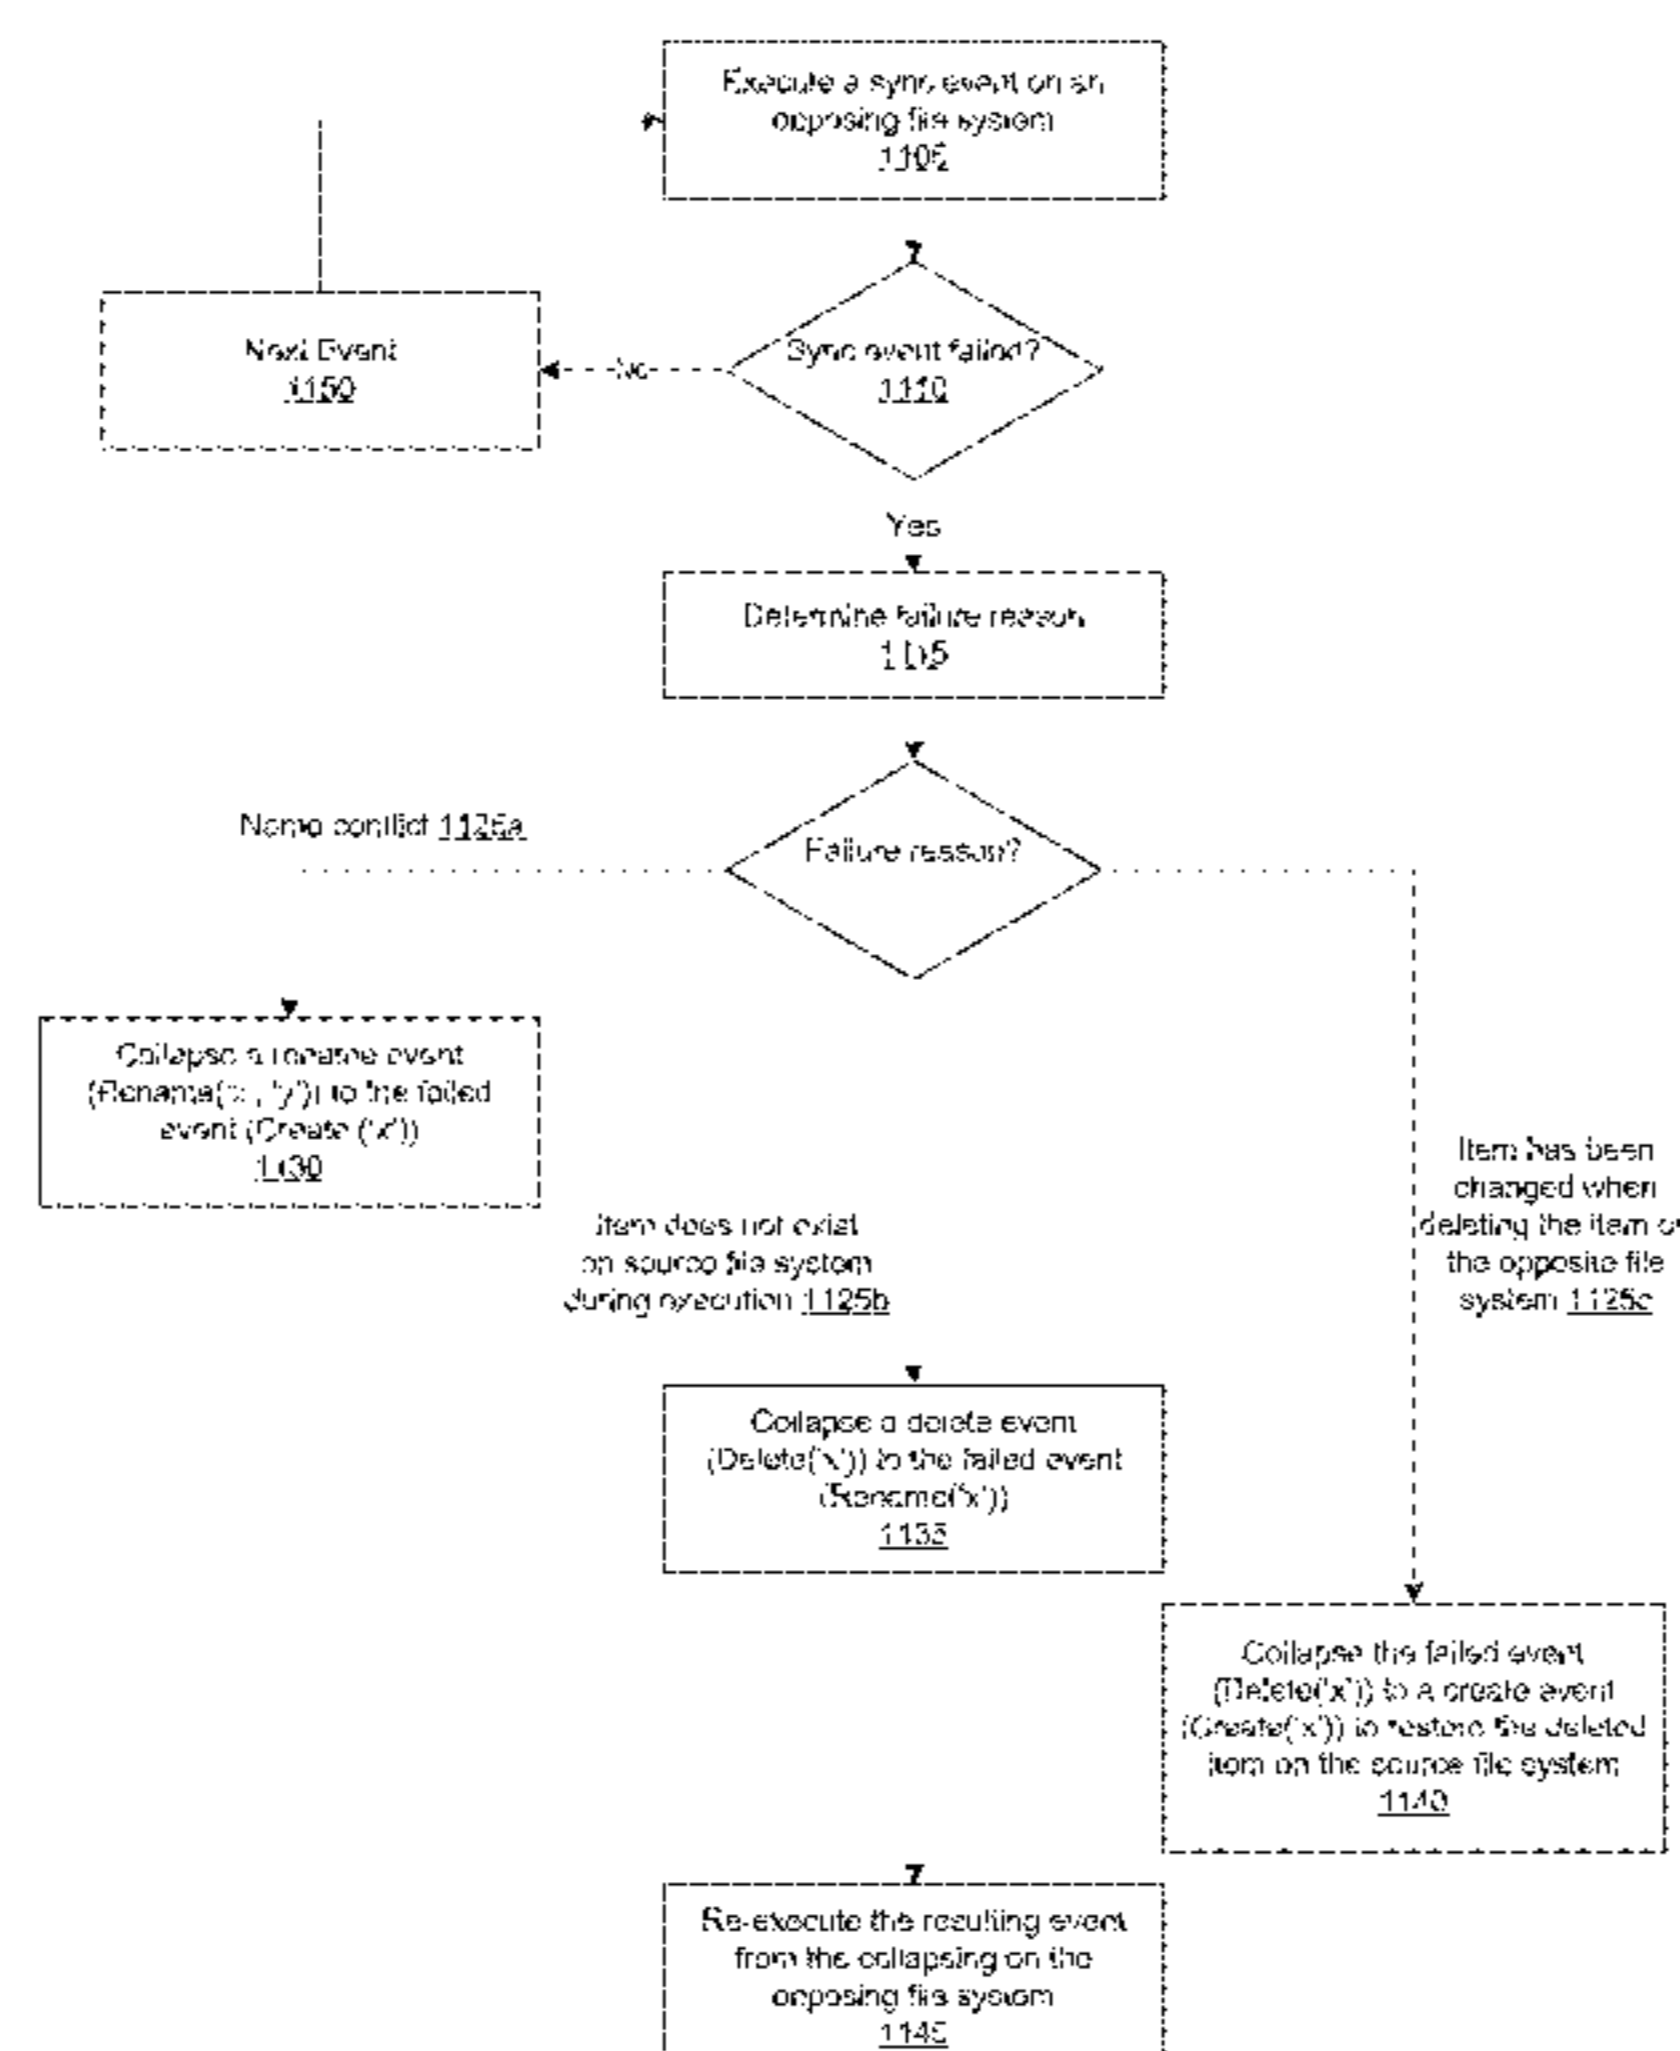 Execute a sync event on an
opposing file system
1105
Sync event failed?
1110
No
Next Event
1150
Yes
Determine failure reason
1115
Failure reason?
Name conflict 1125a
Collapse a rename event
(Rename('x', 'y')) to the failed
event (Create ('x'))
1130
Item does not exist
on source file system
during execution 1125b
Item has been
changed when
deleting the item
the opposite file
system 1125c
Collapse a delete event
(Delete('x')) to the failed event
(Rename('x'))
1135
Collapse the failed event
(Delete('x')) to a create event
(Create('x')) to restore the deleted
item on the source file system
1140
Re-execute the resulting event
from the collapsing on the
opposing file system
1145